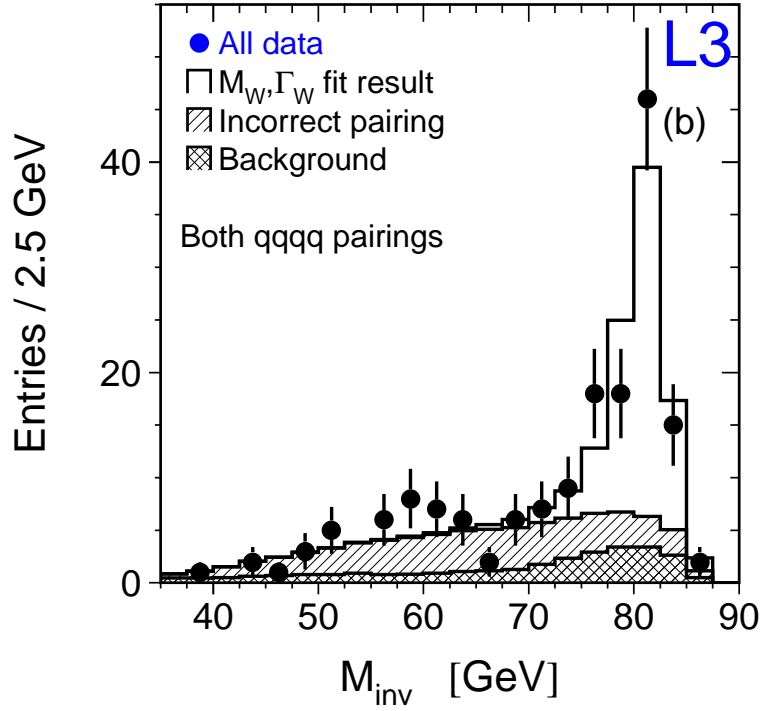 L3
All data
M_W,Γ_W fit result
(b)
Incorrect pairing
Background
Both qqqq pairings
Entries / 2.5 GeV
40
20
0
40 50 60 70 80 90
M_inv [GeV]